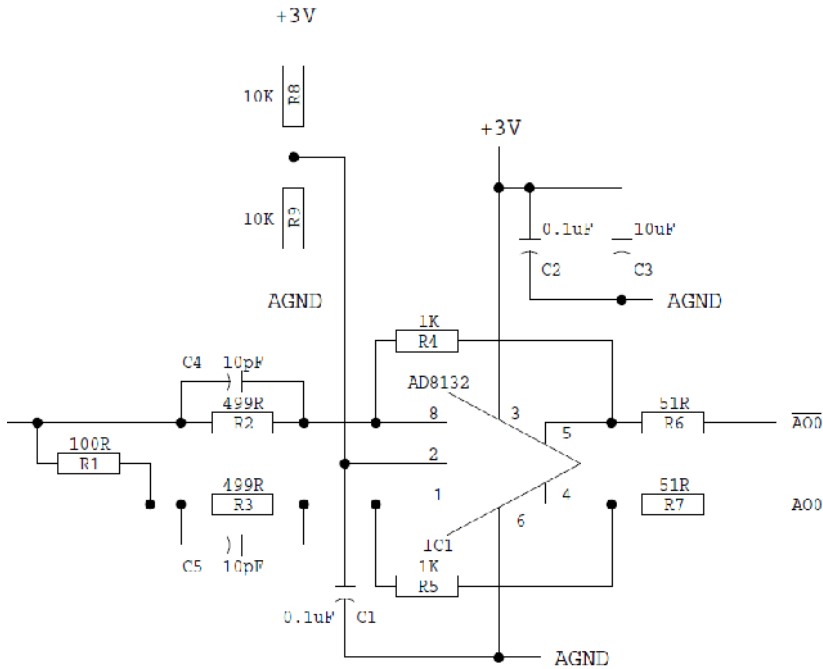 +3V
10K
R8
+3V
10K
R9
0.1uF
10uF
C2
C3
AGND
AGND
1K
R4
C4
10pF
AD8132
499R
R2
8
3
5
51R
R6
A00
100R
R1
2
499R
R3
1
4
51R
R7
A00
6
C5
10pF
IC1
1K
R5
0.1uF
C1
AGND